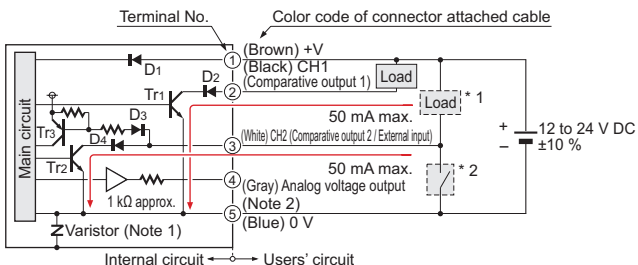 Terminal No.
Color code of connector attached cable
Main circuit
1
(Brown) +V
D1
(Black) CH1
(Comparative output 1)
2
D2
Tr1
Load
Load
* 1
50 mA max.
Tr3
D3
D4
3
(White) CH2 (Comparative output 2 / External input)
+
−
12 to 24 V DC
±10 %
Tr2
50 mA max.
* 2
4
(Gray) Analog voltage output
1 kΩ approx.
(Note 2)
5
(Blue) 0 V
Z
Varistor (Note 1)
Internal circuit
Users' circuit